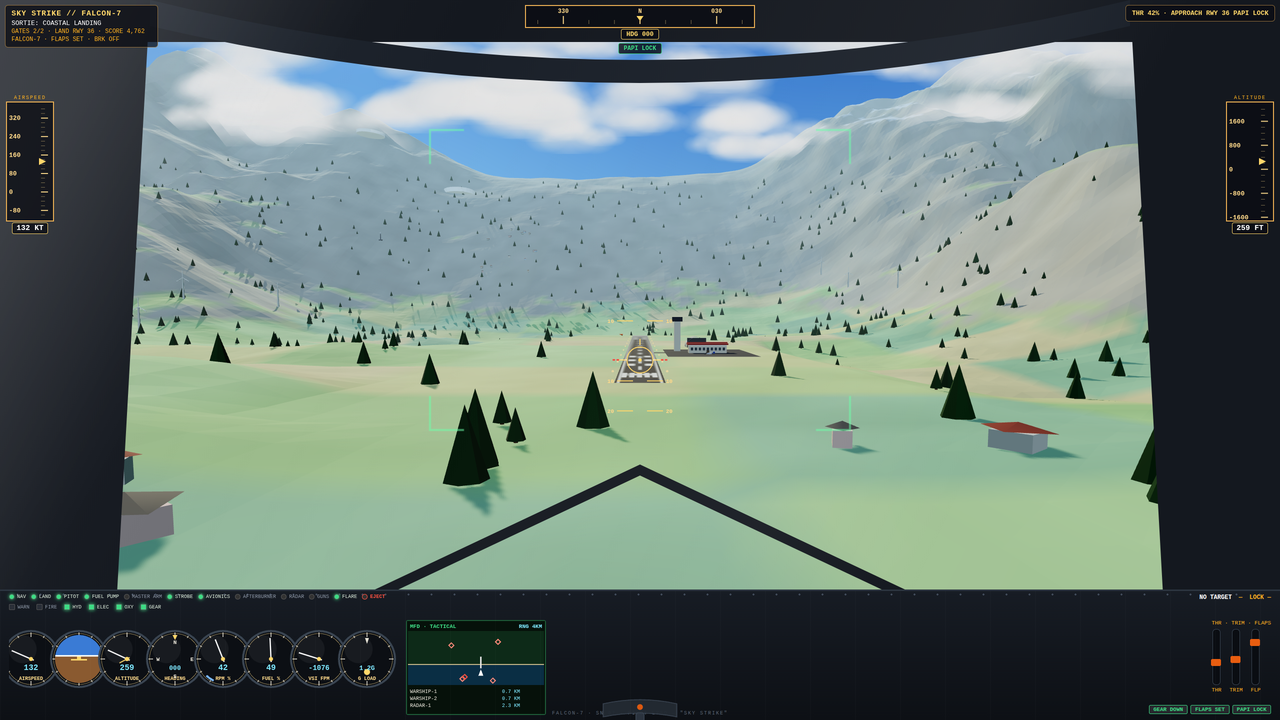 SKY STRIKE // FALCON-7
SORTIE: COASTAL LANDING
GATES 2/2 · LAND RWY 36 · SCORE 4,762
FALCON-7 · FLAPS SET · BRK OFF
330 N 030
HDG 000
PAPI LOCK
THR 42% · APPROACH RWY 36 PAPI LOCK
AIRSPEED
320
240
160
80
0
-80
132 KT
ALTITUDE
1600
800
0
-800
-1600
259 FT
NAV LAND PITOT FUEL PUMP MASTER ARM STROBE AVIONICS AFTERBURNER RADAR GUNS FLARE EJECT
WARN FIRE HYD ELEC OXY GEAR
NO TARGET — LOCK —
132 AIRSPEED
259 ALTITUDE
N W E S 000 HEADING
42 RPM %
49 FUEL %
-1076 VSI FPM
1.2G G LOAD
MFD · TACTICAL RNG 4KM
WARSHIP-1 0.7 KM
WARSHIP-2 0.7 KM
RADAR-1 2.3 KM
FALCON-7 "SKY STRIKE"
THR · TRIM · FLAPS
THR TRIM FLP
GEAR DOWN FLAPS SET PAPI LOCK